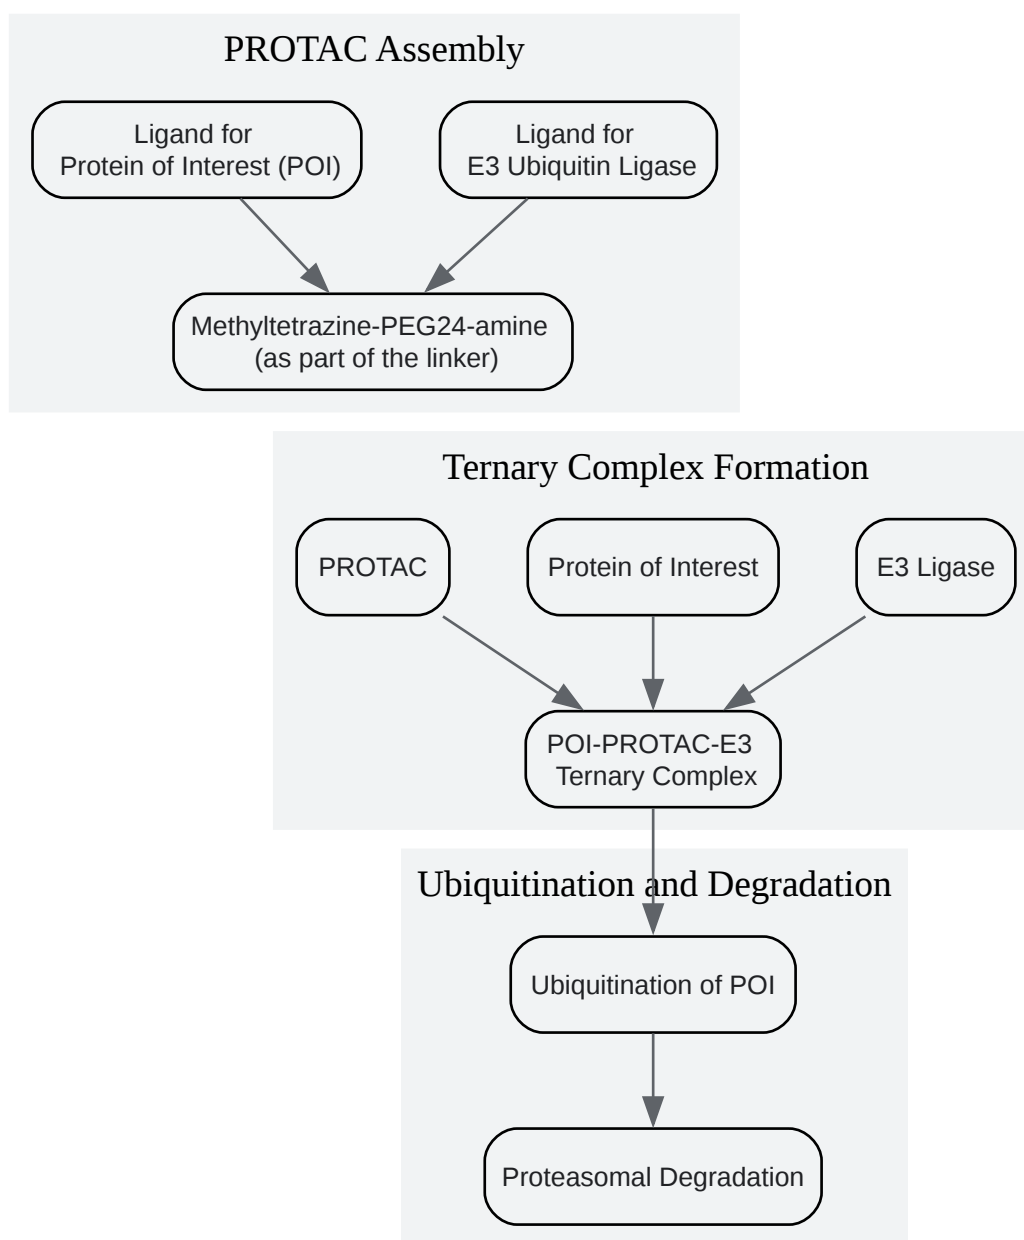 PROTAC Assembly
Ligand for
Protein of Interest (POI)
Ligand for
E3 Ubiquitin Ligase
Methyltetrazine-PEG24-amine
(as part of the linker)
Ternary Complex Formation
PROTAC
Protein of Interest
E3 Ligase
POI-PROTAC-E3
Ternary Complex
Ubiquitination and Degradation
Ubiquitination of POI
Proteasomal Degradation